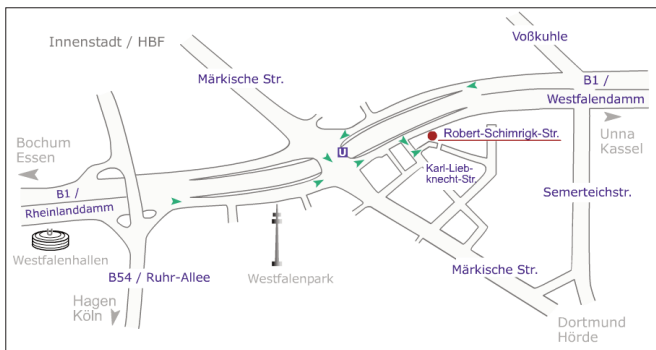 Voßkuhle
Innenstadt / HBF
Märkische Str.
B1 /
Westfalendamm
Robert-Schimrigk-Str.
Unna
Kassel
Bochum
Essen
U
Karl-Lieb-
knecht-Str.
B1 /
Rheinlanddamm
Semerteichstr.
Westfalenhallen
B54 / Ruhr-Allee
Westfalenpark
Märkische Str.
Hagen
Köln
Dortmund
Hörde